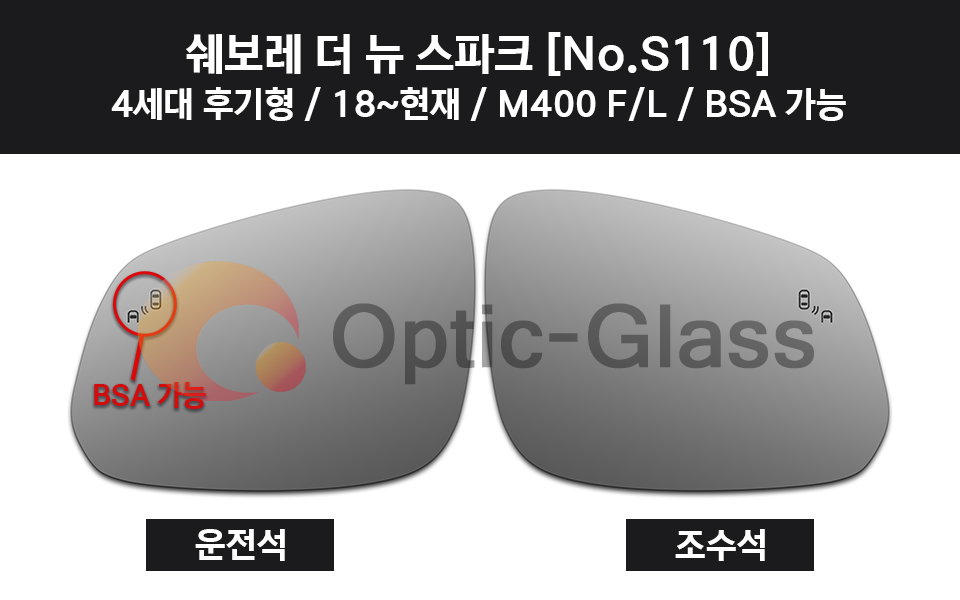 쉐보레 더 뉴 스파크 [No.S110]
4세대 후기형 / 18~현재 / M400 F/L / BSA 가능
Optic-Glass
BSA 가능
운전석
조수석